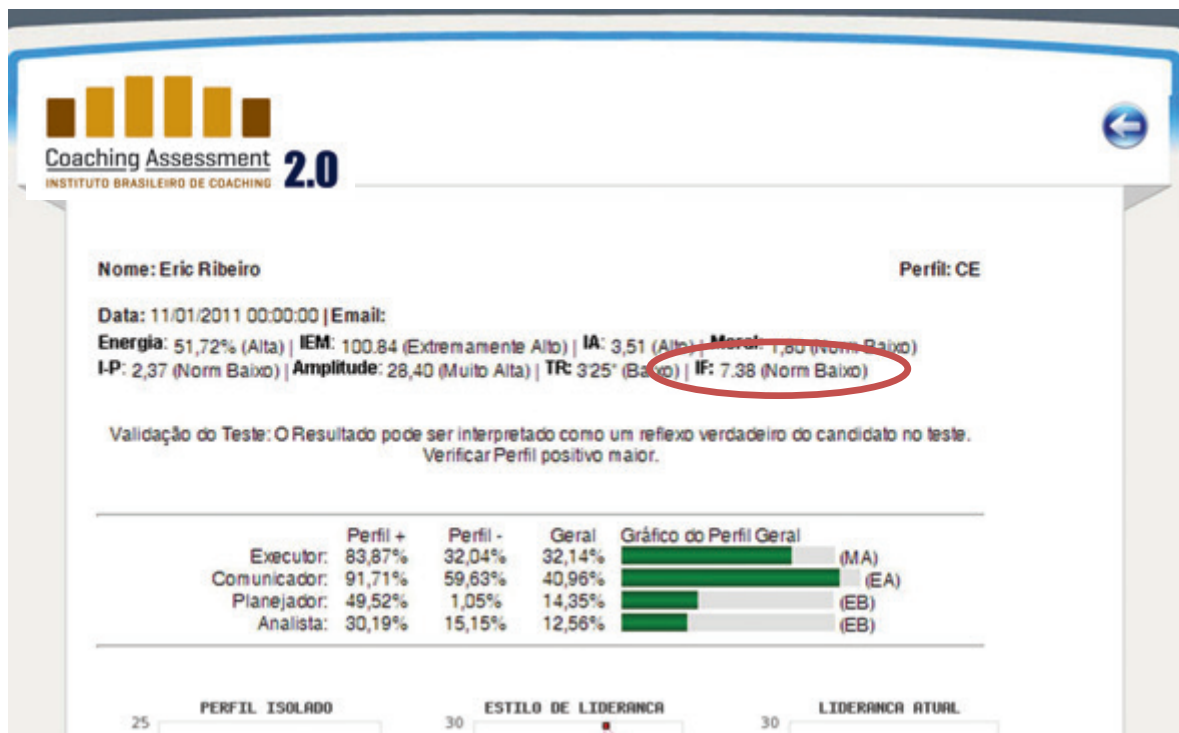 Coaching Assessment 2.0
INSTITUTO BRASILEIRO DE COACHING
Nome: Eric Ribeiro Perfil: CE
Data: 11/01/2011 00:00:00 | Email:
Energia: 51,72% (Alta) | IEM: 100.84 (Extremamente Alto) | IA: 3,51 (Alto) | Moral: 1,80 (Norm Baixo)
I-P: 2,37 (Norm Baixo) | Amplitude: 28,40 (Muito Alta) | TR: 3'25" (Baixo) | IF: 7.38 (Norm Baixo)
Validação do Teste: O Resultado pode ser interpretado como um reflexo verdadeiro do candidato no teste.
Verificar Perfil positivo maior.
Perfil + Perfil - Geral Gráfico do Perfil Geral
Executor: 83,87% 32,04% 32,14% (MA)
Comunicador: 91,71% 59,63% 40,96% (EA)
Planejador: 49,52% 1,05% 14,35% (EB)
Analista: 30,19% 15,15% 12,56% (EB)
PERFIL ISOLADO ESTILO DE LIDERANCA LIDERANCA ATUAL
25 30 30